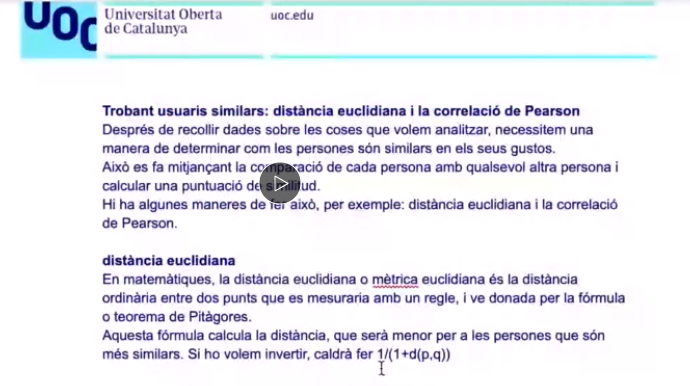 UOC
Universitat Oberta
de Catalunya
uoc.edu
Trobant usuaris similars: distància euclidiana i la correlació de Pearson
Després de recollir dades sobre les coses que volem analitzar, necessitem una
manera de determinar com les persones són similars en els seus gustos.
Això es fa mitjançant la comparació de cada persona amb qualsevol altra persona i
calcular una puntuació de similitud.
Hi ha algunes maneres de fer això, per exemple: distància euclidiana i la correlació
de Pearson.
distància euclidiana
En matemàtiques, la distància euclidiana o mètrica euclidiana és la distància
ordinària entre dos punts que es mesuraria amb un regle, i ve donada per la fórmula
o teorema de Pitàgores.
Aquesta fórmula calcula la distància, que serà menor per a les persones que són
més similars. Si ho volem invertir, caldrà fer 1/(1+d(p,q))